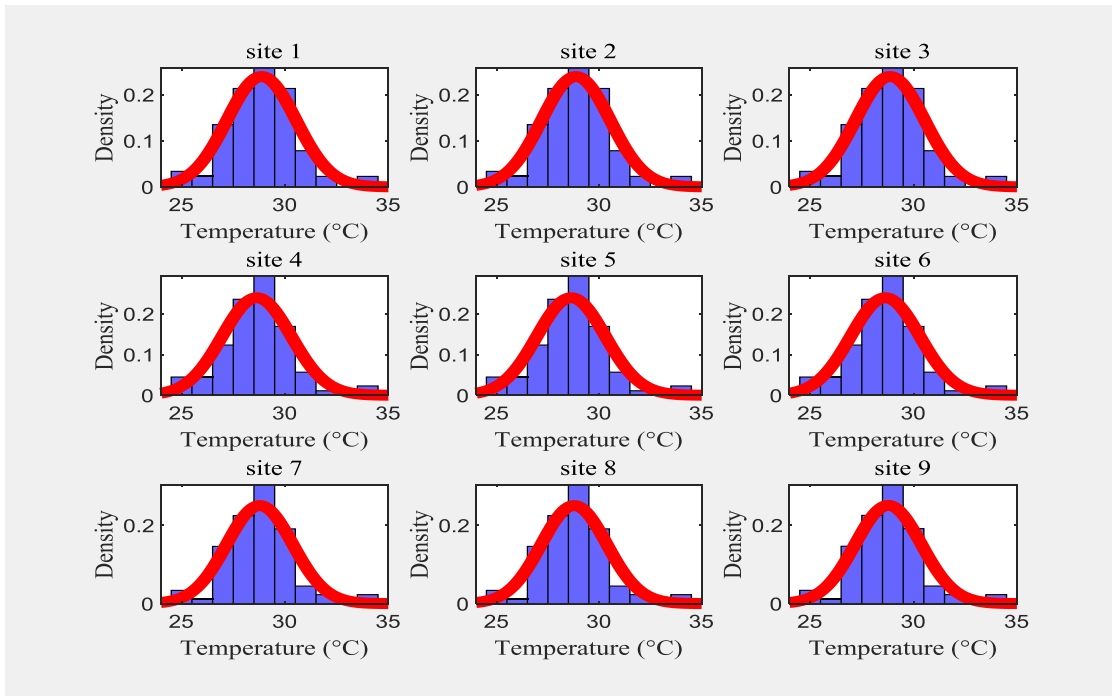 site 1
site 2
site 3
Density
0.2
0.1
0
25
30
35
Temperature (°C)
Density
0.2
0.1
0
25
30
35
Temperature (°C)
Density
0.2
0.1
0
25
30
35
Temperature (°C)
site 4
site 5
site 6
Density
0.2
0.1
0
25
30
35
Temperature (°C)
Density
0.2
0.1
0
25
30
35
Temperature (°C)
Density
0.2
0.1
0
25
30
35
Temperature (°C)
site 7
site 8
site 9
Density
0.2
0
25
30
35
Temperature (°C)
Density
0.2
0
25
30
35
Temperature (°C)
Density
0.2
0
25
30
35
Temperature (°C)